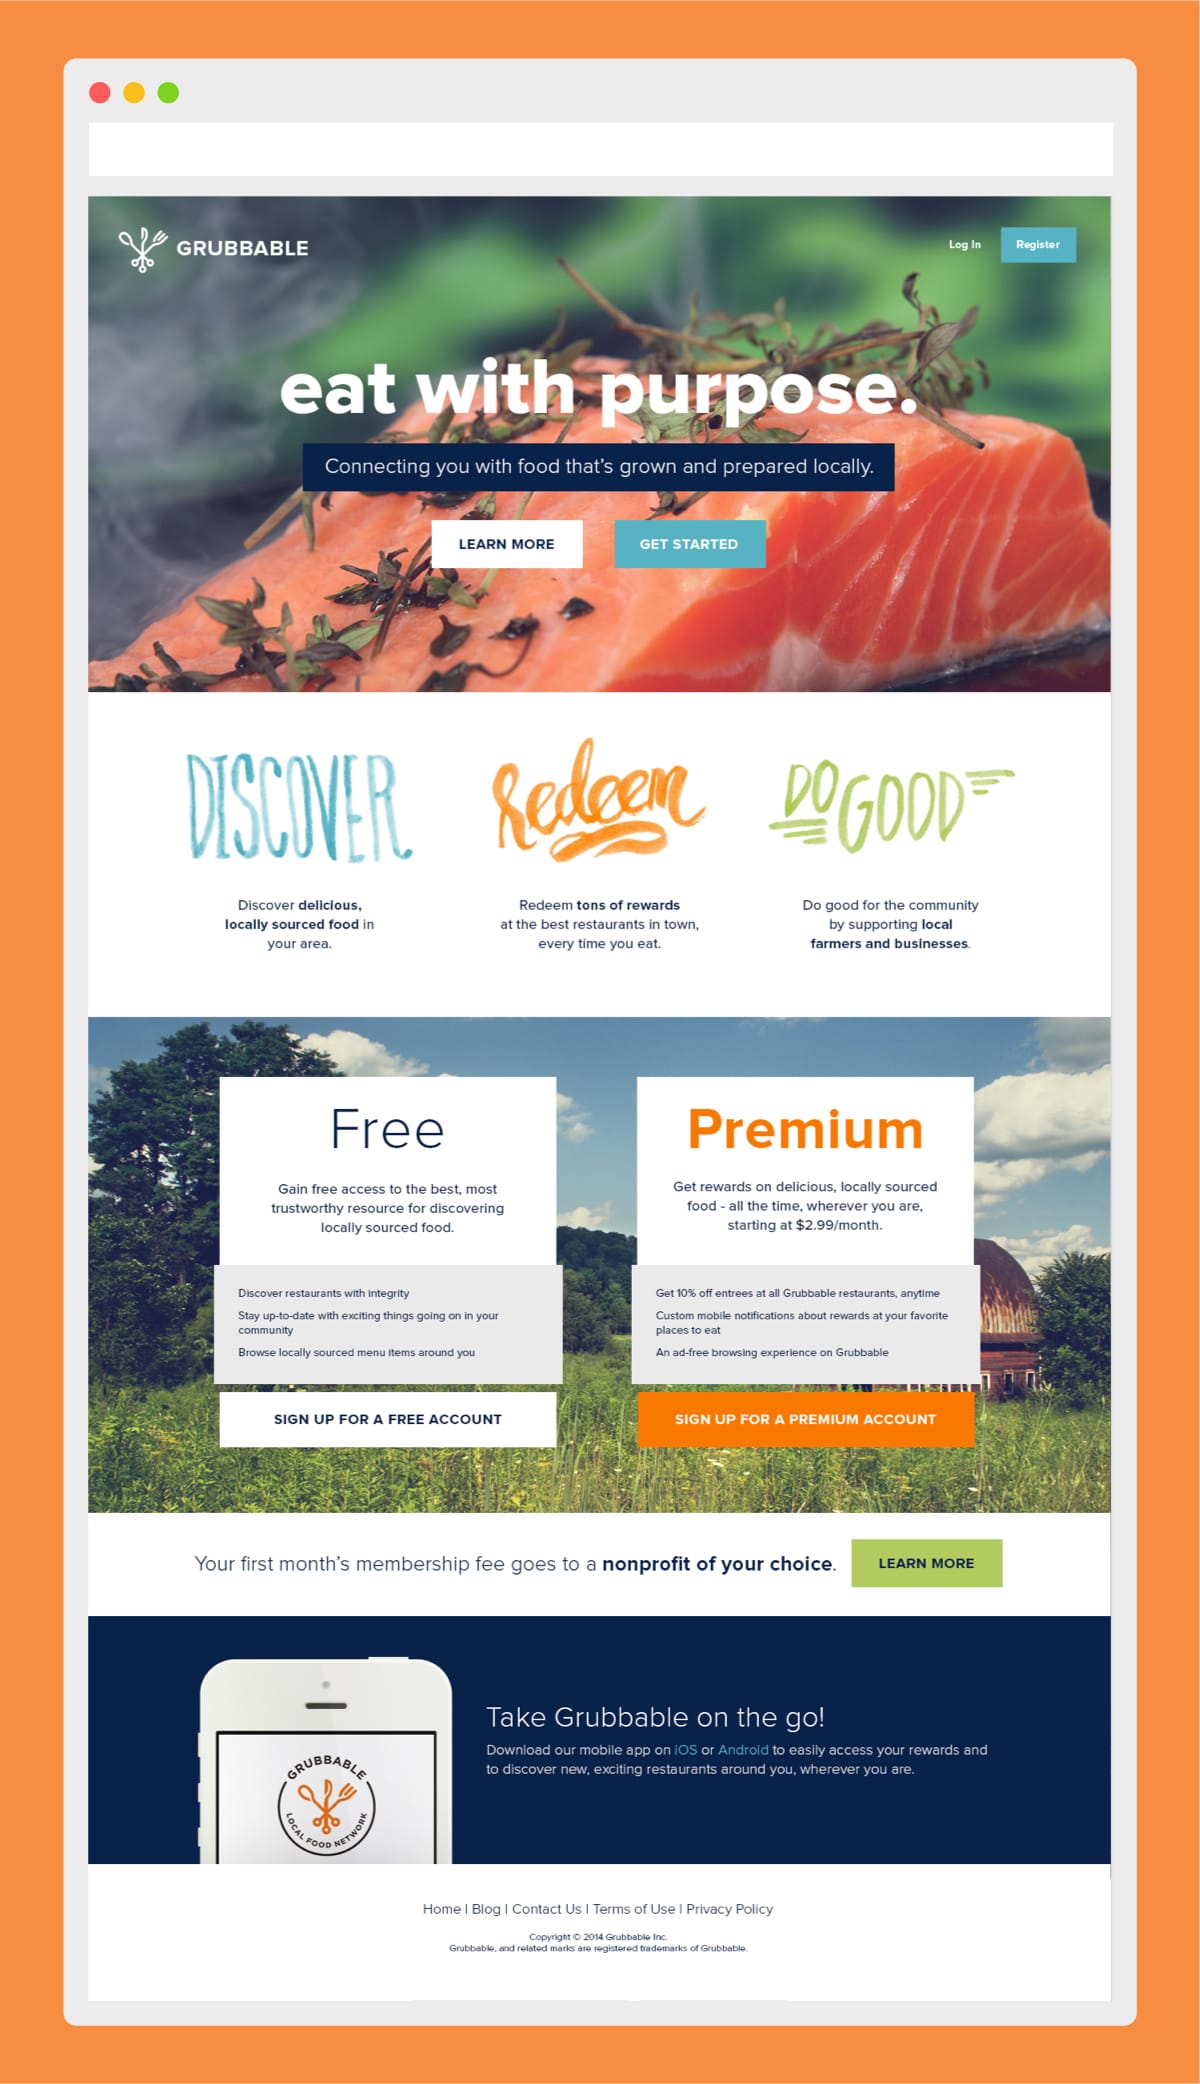 GRUBBABLE
Log In
Register
eat with purpose.
Connecting you with food that's grown and prepared locally.
LEARN MORE
GET STARTED
DISCOVER
Redeem
DO GOOD
Discover delicious,
locally sourced food in
your area.
Redeem tons of rewards
at the best restaurants in town,
every time you eat.
Do good for the community
by supporting local
farmers and businesses.
Free
Gain free access to the best, most
trustworthy resource for discovering
locally sourced food.
Discover restaurants with integrity
Stay up-to-date with exciting things going on in your
community
Browse locally sourced menu items around you
SIGN UP FOR A FREE ACCOUNT
Premium
Get rewards on delicious, locally sourced
food - all the time, wherever you are,
starting at $2.99/month.
Get 10% off entrees at all Grubbable restaurants, anytime
Custom mobile notifications about rewards at your favorite
places to eat
An ad-free browsing experience on Grubbable
SIGN UP FOR A PREMIUM ACCOUNT
Your first month's membership fee goes to a nonprofit of your choice.
LEARN MORE
GRUBBABLE
LOCAL FOOD NETWORK
Take Grubbable on the go!
Download our mobile app on iOS or Android to easily access your rewards and
to discover new, exciting restaurants around you, wherever you are.
Home | Blog | Contact Us | Terms of Use | Privacy Policy
Copyright © 2014 Grubbable Inc.
Grubbable, and related marks are registered trademarks of Grubbable.